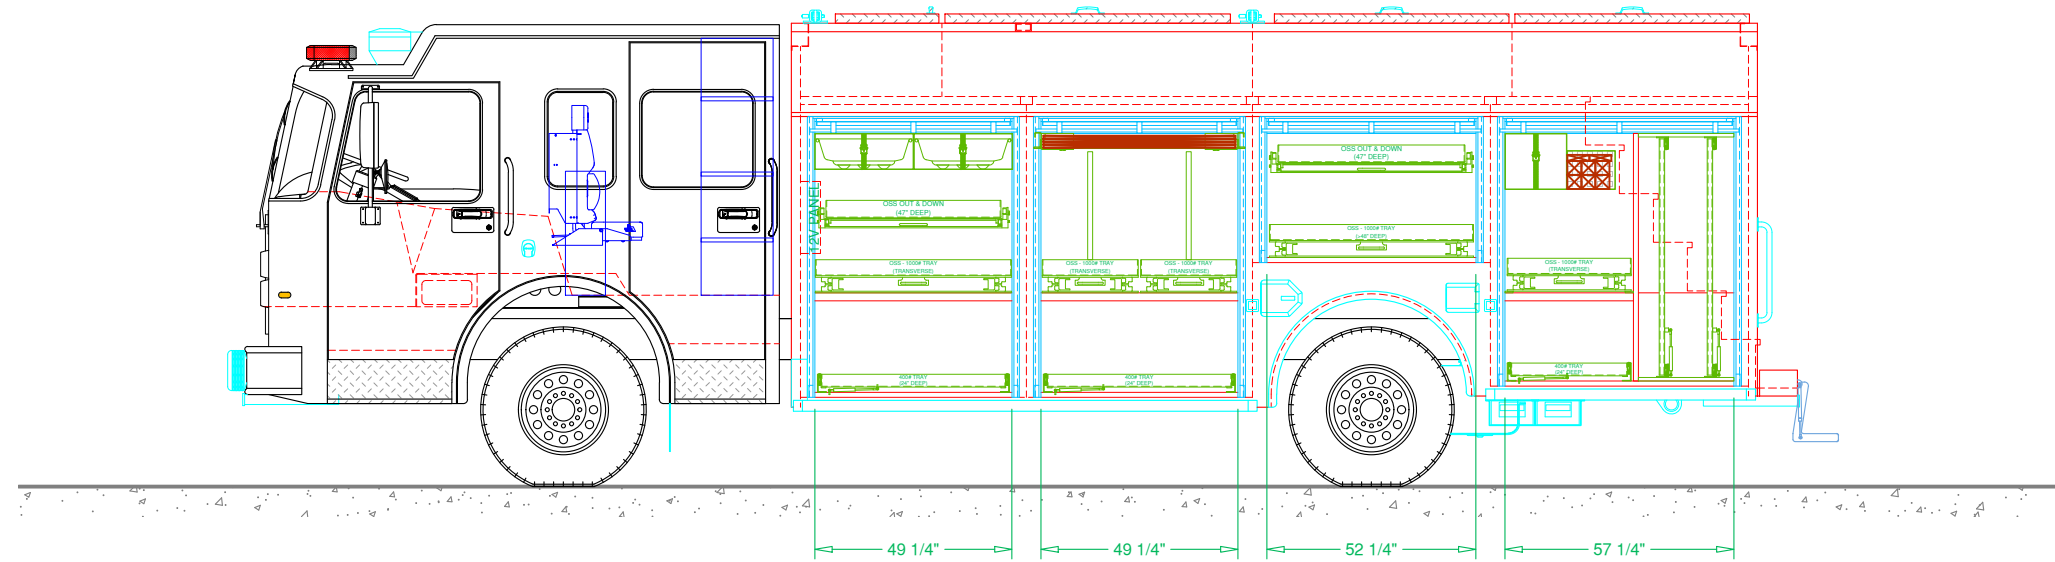 OSS OUT & DOWN
(47" DEEP)
12V PANEL
OSS - 1000# TRAY
(TRANSVERSE)
400# TRAY
(24" DEEP)
OSS - 1000# TRAY
(TRANSVERSE)
OSS - 1000# TRAY
(TRANSVERSE)
400# TRAY
(24" DEEP)
OSS OUT & DOWN
(47" DEEP)
OSS - 1000# TRAY
OSS - 1000# TRAY
(TRANSVERSE)
400# TRAY
(24" DEEP)
49 1/4"
49 1/4"
52 1/4"
57 1/4"